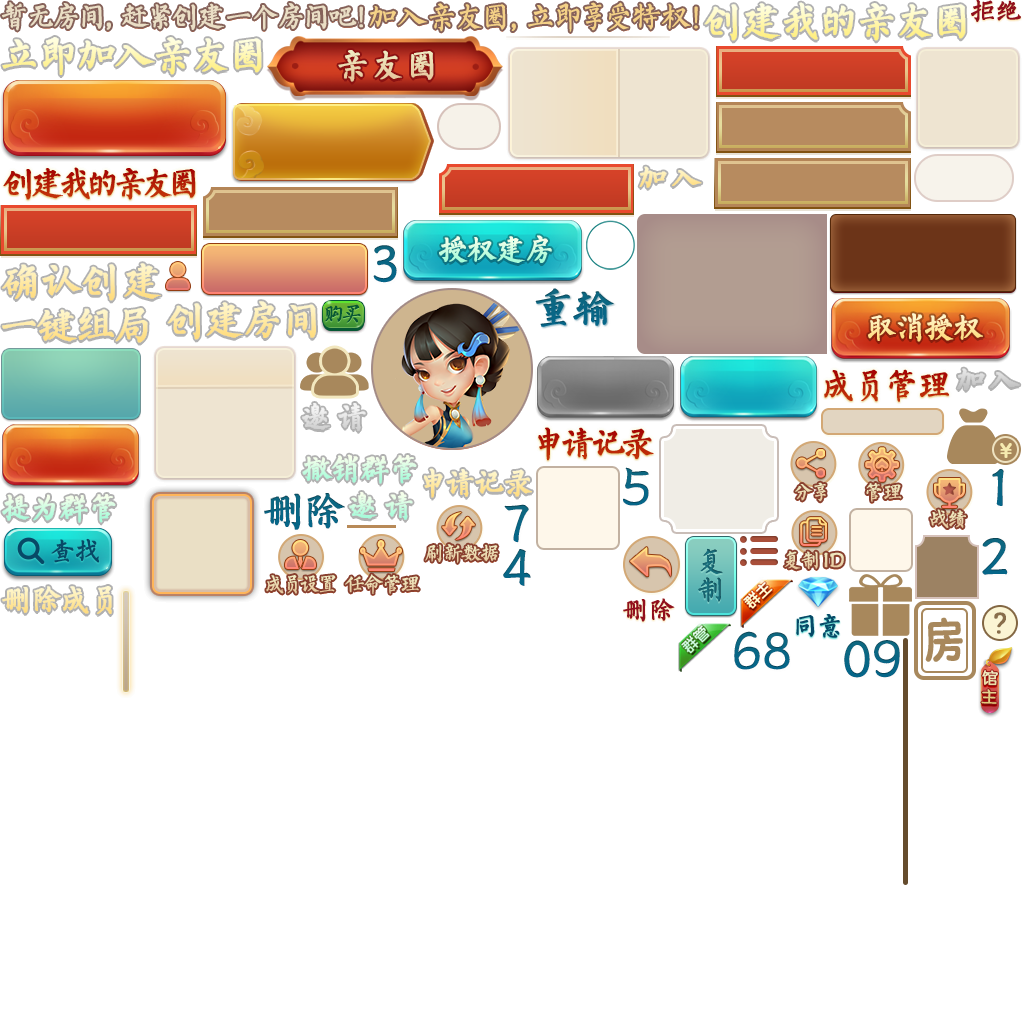 暂无房间, 赶紧创建一个房间吧!
加入亲友圈, 立即享受特权!
创建我的亲友圈
拒绝
立即加入亲友圈
亲友圈
创建我的亲友圈
加入
确认创建
3
授权建房
一键组局
创建房间
购买
重输
取消授权
邀请
成员管理
加入
申请记录
撤销群管
申请记录
5
分享
管理
战绩
1
提为群管
删除
邀请
7
查找
成员设置
任命管理
刷新数据
4
复制
复制ID
2
删除成员
删除
群主
同意
群管
68
09
房
?
馆主
¥